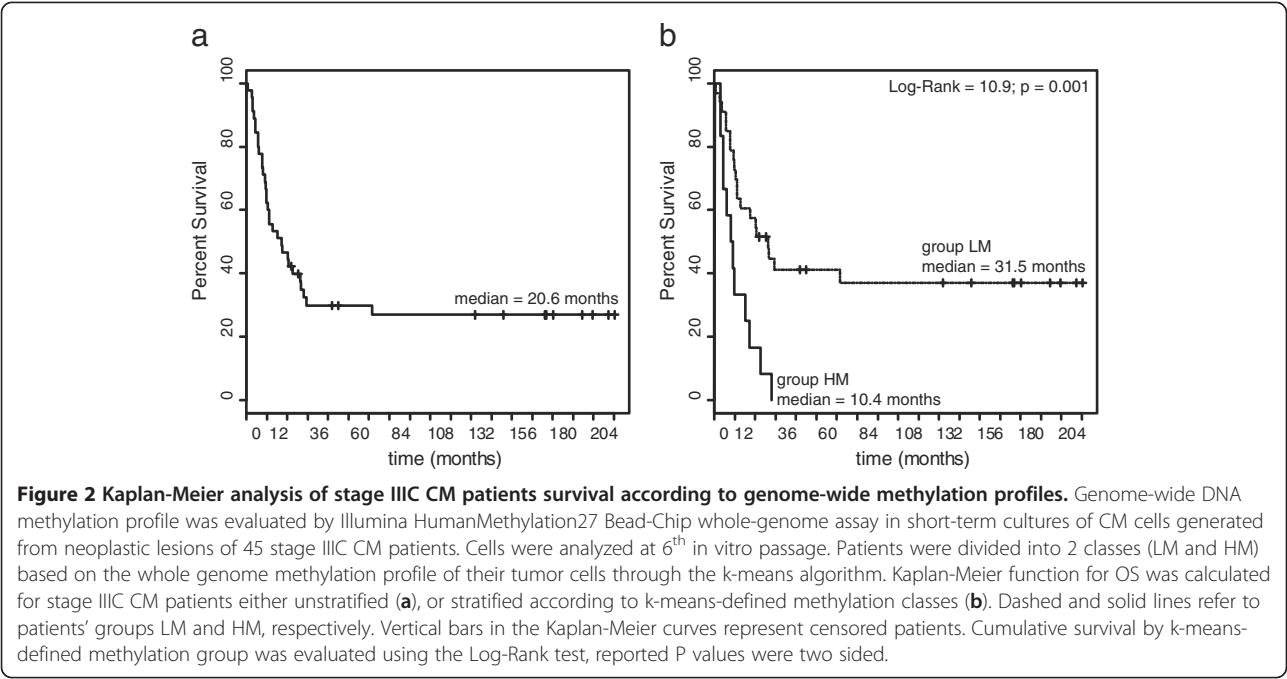 a
b
100
80
60
40
20
0
Percent Survival
median = 20.6 months
0 12 36 60 84 108 132 156 180 204
time (months)
100
80
60
40
20
0
Percent Survival
Log-Rank = 10.9; p = 0.001
group LM
median = 31.5 months
group HM
median = 10.4 months
0 12 36 60 84 108 132 156 180 204
time (months)
Figure 2 Kaplan-Meier analysis of stage IIIC CM patients survival according to genome-wide methylation profiles. Genome-wide DNA
methylation profile was evaluated by Illumina HumanMethylation27 Bead-Chip whole-genome assay in short-term cultures of CM cells generated
from neoplastic lesions of 45 stage IIIC CM patients. Cells were analyzed at 6th in vitro passage. Patients were divided into 2 classes (LM and HM)
based on the whole genome methylation profile of their tumor cells through the k-means algorithm. Kaplan-Meier function for OS was calculated
for stage IIIC CM patients either unstratified (a), or stratified according to k-means-defined methylation classes (b). Dashed and solid lines refer to
patients' groups LM and HM, respectively. Vertical bars in the Kaplan-Meier curves represent censored patients. Cumulative survival by k-means-
defined methylation group was evaluated using the Log-Rank test, reported P values were two sided.